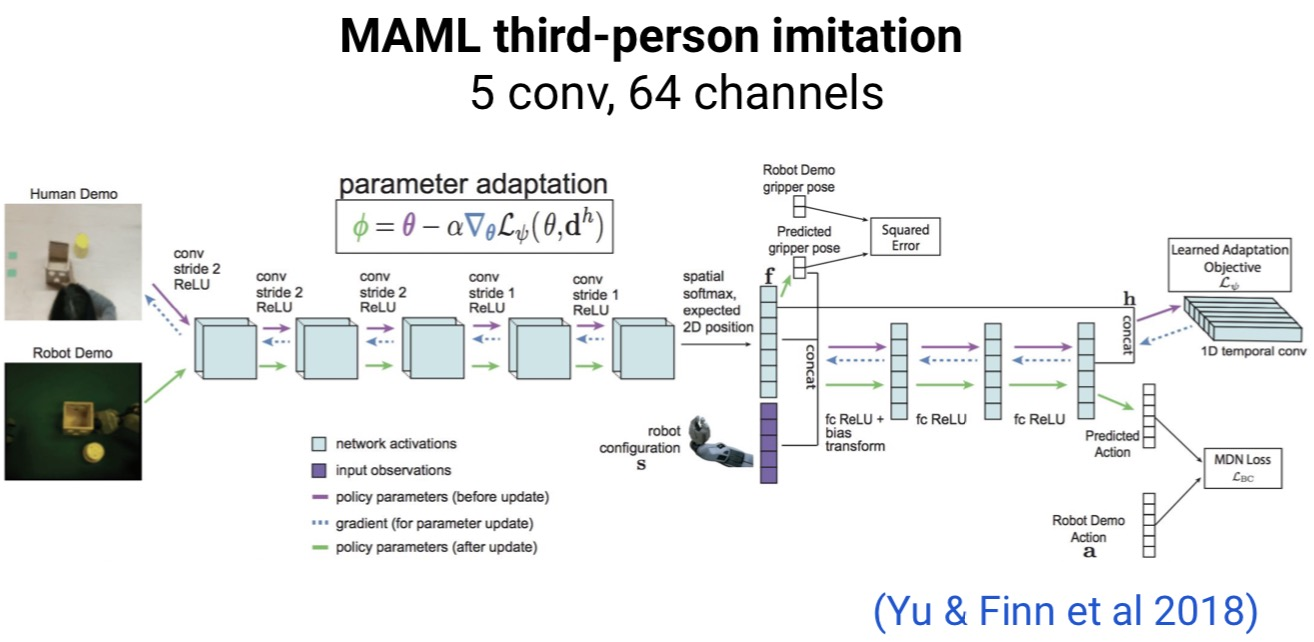 MAML third-person imitation
5 conv, 64 channels
Human Demo
Robot Demo
parameter adaptation
ϕ = θ − α∇θℒψ(θ,dʰ)
conv
stride 2
ReLU
conv
stride 2
ReLU
conv
stride 2
ReLU
conv
stride 1
ReLU
conv
stride 1
ReLU
spatial
softmax,
expected
2D position
Robot Demo
gripper pose
Predicted
gripper pose
Squared
Error
f
concat
robot
configuration
s
fc ReLU +
bias
transform
fc ReLU
fc ReLU
h
concat
Learned Adaptation
Objective
ℒψ
1D temporal conv
Predicted
Action
MDN Loss
ℒBC
Robot Demo
Action
a
network activations
input observations
policy parameters (before update)
gradient (for parameter update)
policy parameters (after update)
(Yu & Finn et al 2018)